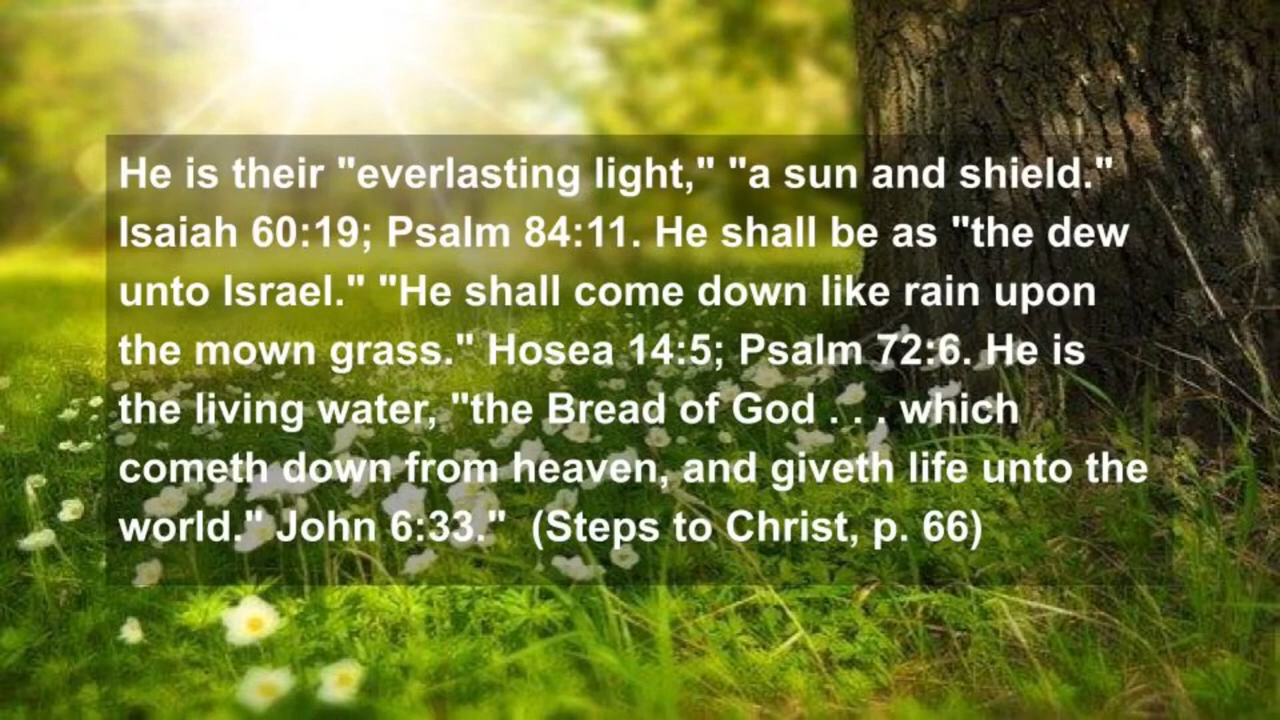 He is their "everlasting light," "a sun and shield."
Isaiah 60:19; Psalm 84:11. He shall be as "the dew
unto Israel." "He shall come down like rain upon
the mown grass." Hosea 14:5; Psalm 72:6. He is
the living water, "the Bread of God . . . which
cometh down from heaven, and giveth life unto the
world." John 6:33."  (Steps to Christ, p. 66)